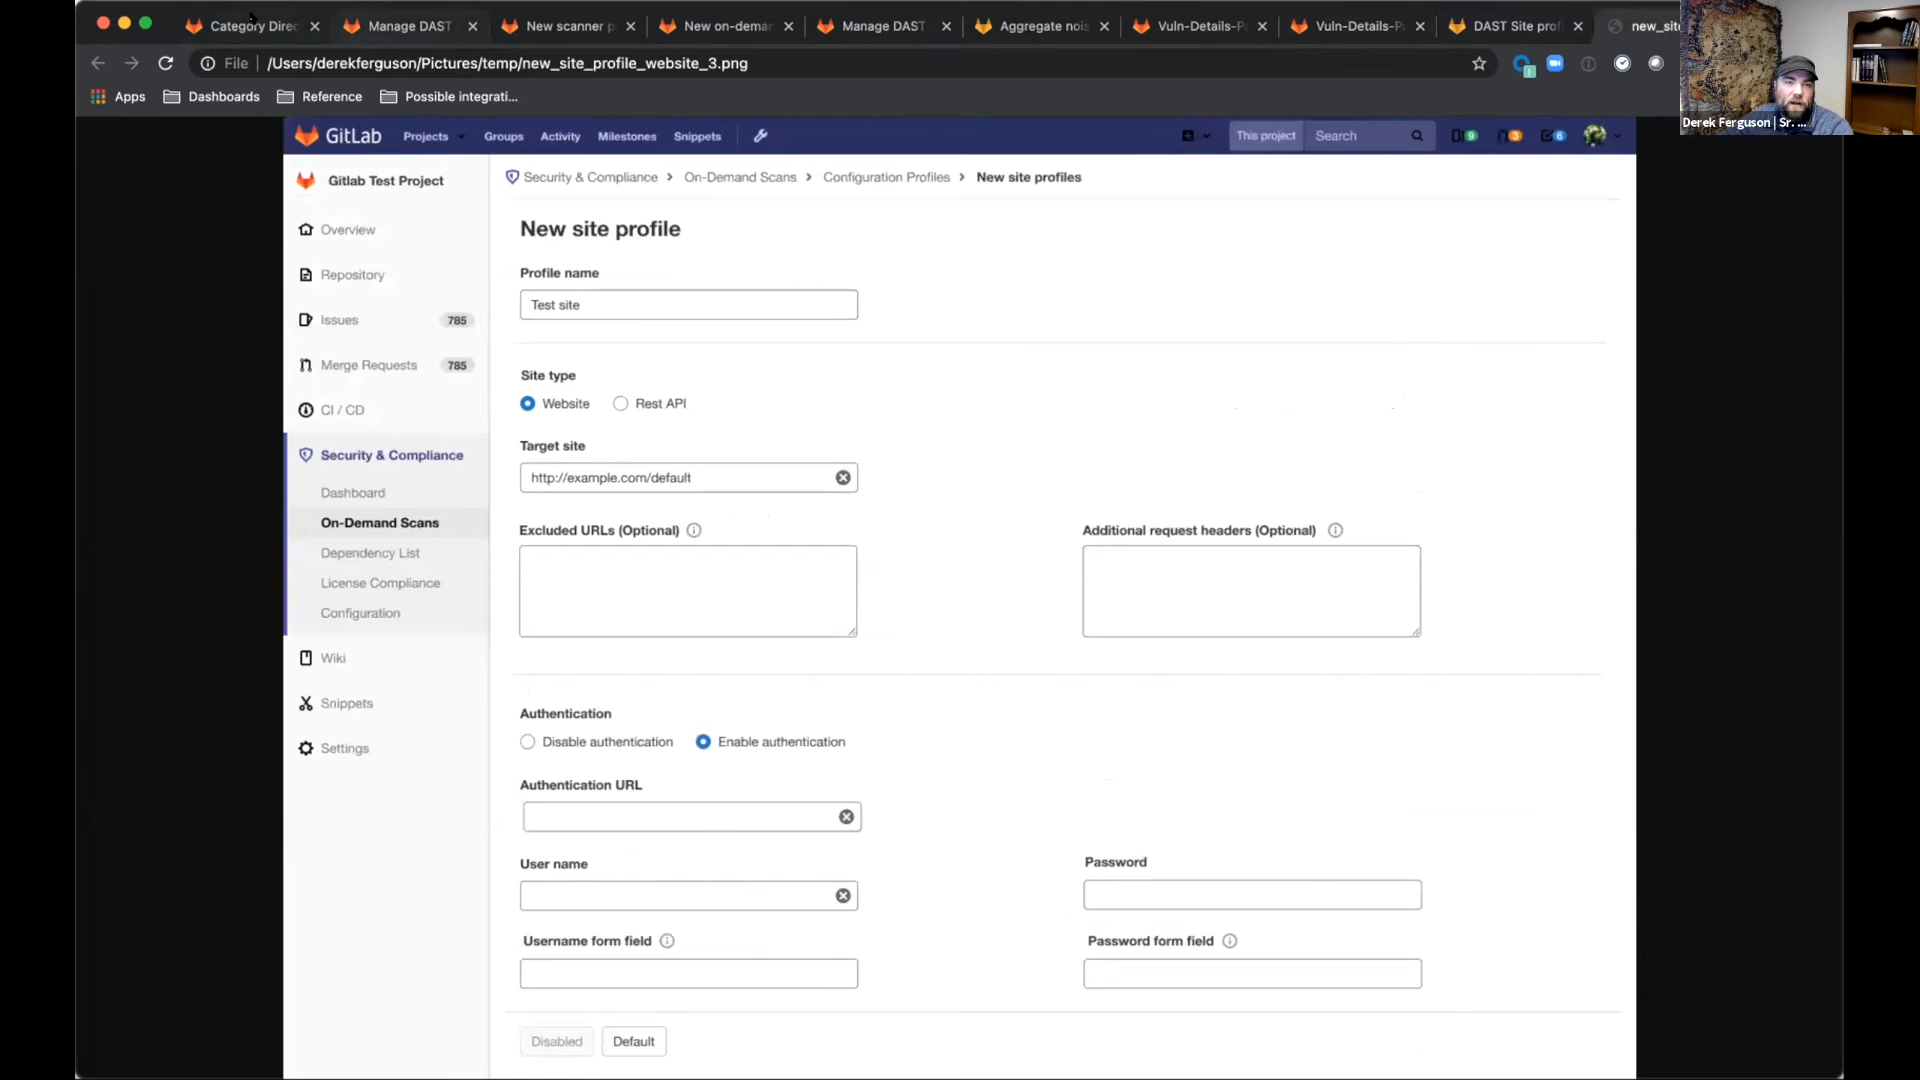 Category Direc
Manage DAST
New scanner p
New on-deman
Manage DAST
Aggregate nois
Vuln-Details-P
Vuln-Details-P
DAST Site prof
new_site
File /Users/derekferguson/Pictures/temp/new_site_profile_website_3.png
Apps Dashboards Reference Possible integrati...
Derek Ferguson | Sr. ...
GitLab Projects Groups Activity Milestones Snippets This project Search 9 3 6
Gitlab Test Project
Security & Compliance > On-Demand Scans > Configuration Profiles > New site profiles
Overview
Repository
Issues 785
Merge Requests 785
CI / CD
Security & Compliance
Dashboard
On-Demand Scans
Dependency List
License Compliance
Configuration
Wiki
Snippets
Settings
New site profile
Profile name
Test site
Site type
Website Rest API
Target site
http://example.com/default
Excluded URLs (Optional) Additional request headers (Optional)
Authentication
Disable authentication Enable authentication
Authentication URL
User name Password
Username form field Password form field
Disabled Default